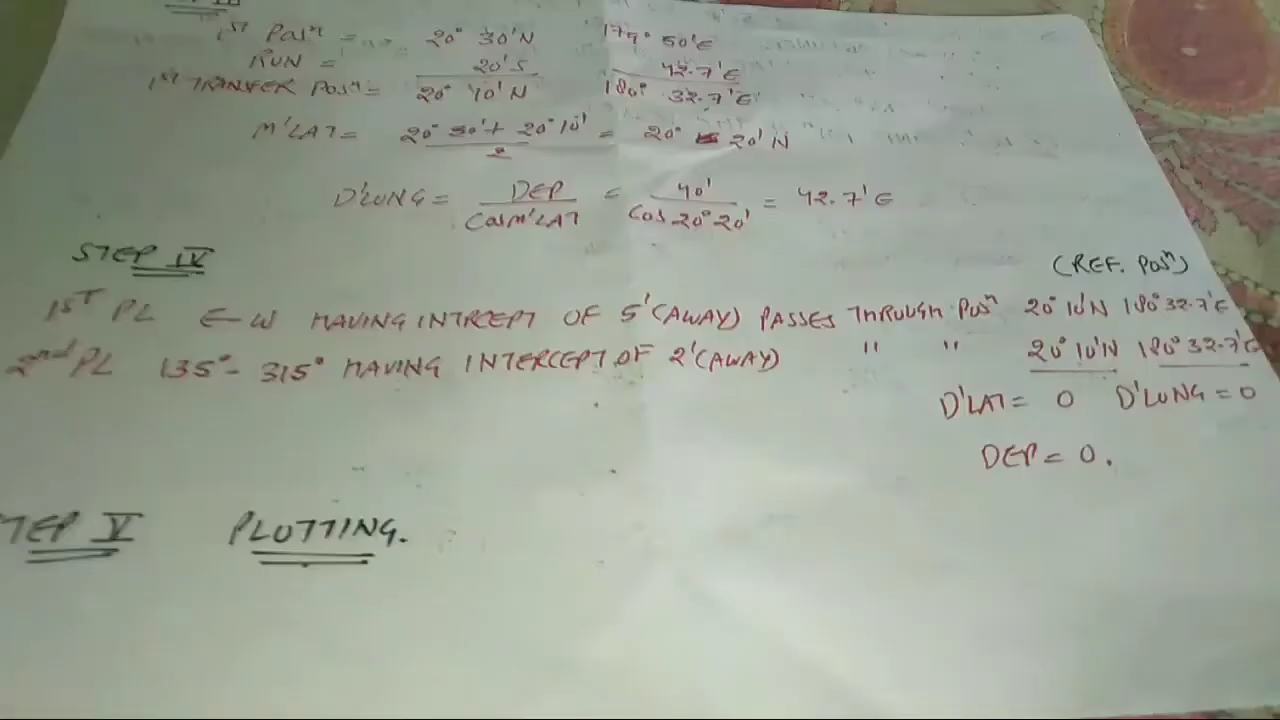 1ST POSⁿ = 20° 30'N 179° 50'E
RUN = 20'S 42.7'E
1ST TRANSFER POSⁿ = 20° 10'N 180° 32.7'E
M'LAT = 20° 30' + 20° 10' / 2 = 20° 20'N
D'LONG = DEP / COS M'LAT = 40' / COS 20° 20' = 42.7'E
STEP IV
(REF. POSⁿ)
1ST PL E-W HAVING INTRCEPT OF 5'(AWAY) PASSES THROUGH POSⁿ 20° 10'N 180° 32.7'E
2nd PL 135° - 315° HAVING INTERCEPT OF 2'(AWAY) " " 20° 10'N 180° 32.7'E
D'LAT = 0 D'LONG = 0
DEP = 0.
TEP V PLOTTING.